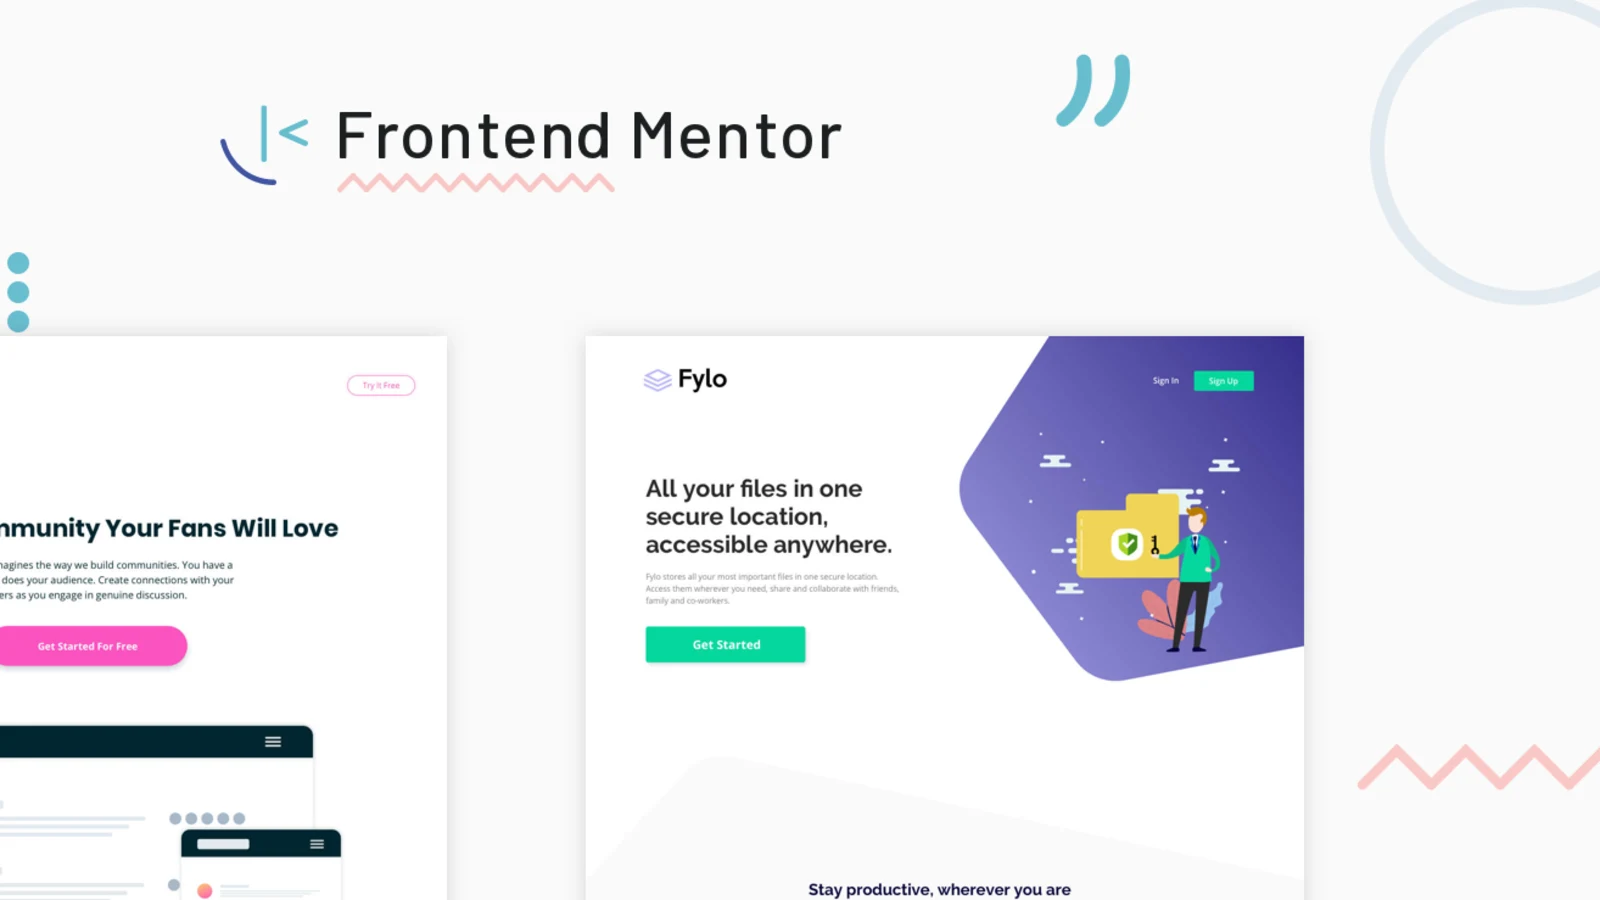 Frontend Mentor
Try It Free
Community Your Fans Will Love
magines the way we build communities. You have a
does your audience. Create connections with your
ers as you engage in genuine discussion.
Get Started For Free
Fylo
Sign In
Sign Up
All your files in one
secure location,
accessible anywhere.
Fylo stores all your most important files in one secure location.
Access them wherever you need, share and collaborate with friends,
family and co-workers.
Get Started
Stay productive, wherever you are